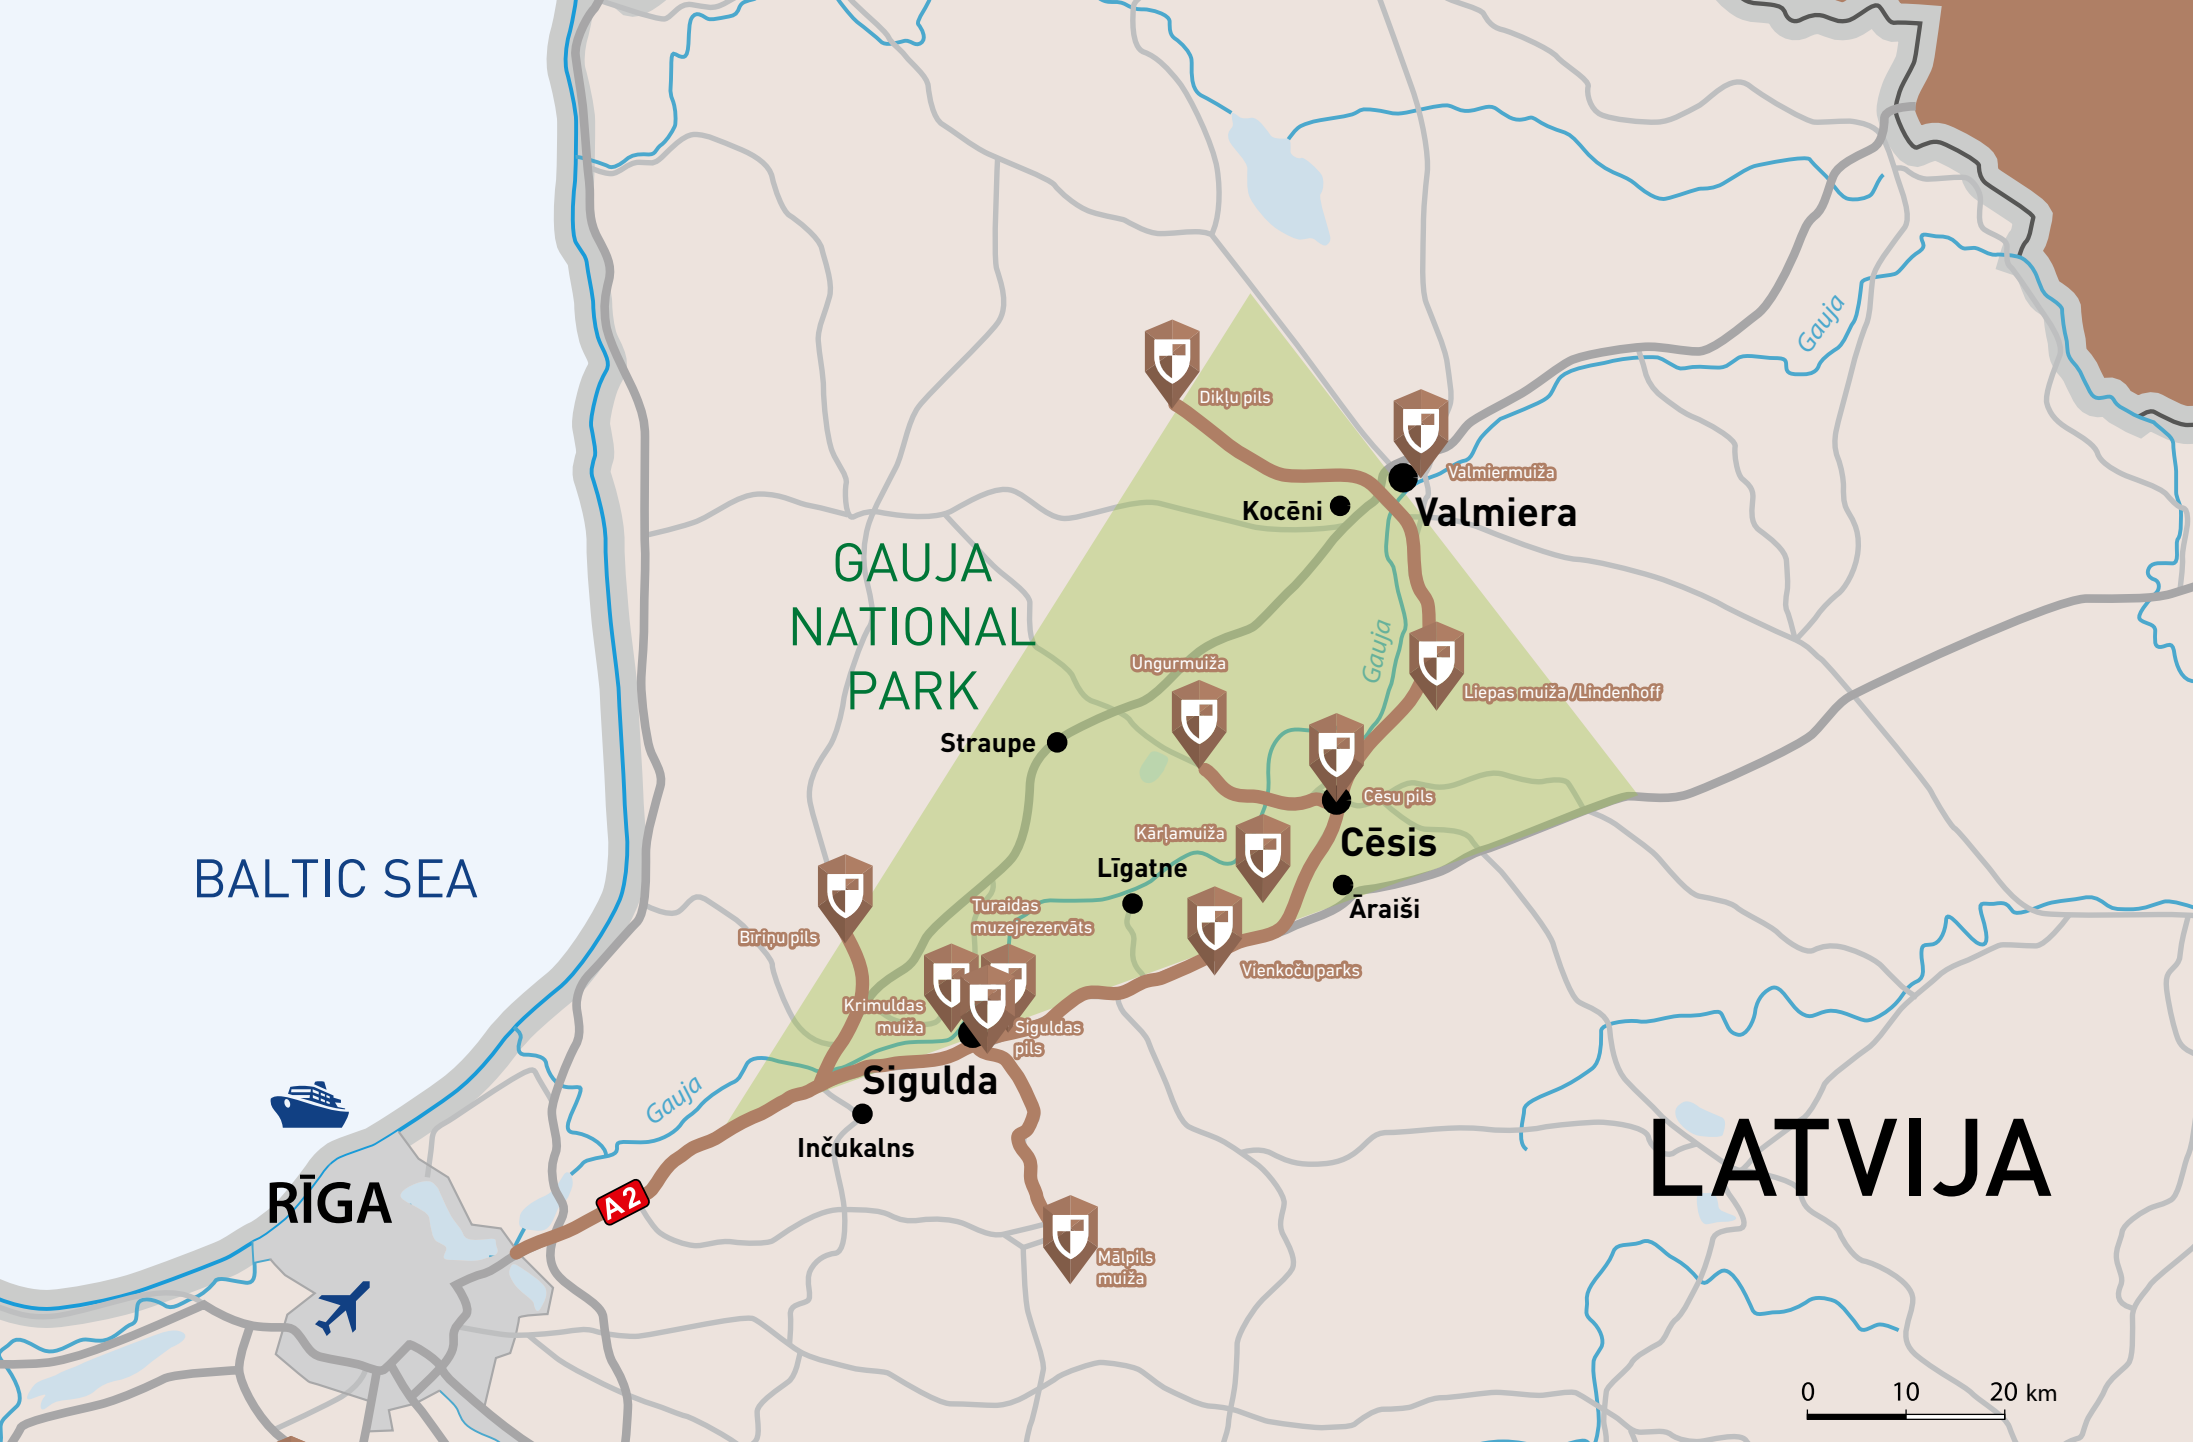 Gauja
Dikļu pils
Valmiermuiža
Kocēni
Valmiera
GAUJA
NATIONAL
PARK
Gauja
Ungurmuiža
Liepas muiža /Lindenhoff
Straupe
Cēsu pils
Kārļamuiža
Cēsis
Līgatne
BALTIC SEA
Āraiši
Turaidas
muzejrezervāts
Bīriņu pils
Vienkoču parks
Krimuldas
muiža
Siguldas
pils
Sigulda
Gauja
Inčukalns
LATVIJA
RĪGA
A2
Mālpils
muiža
0 10 20 km